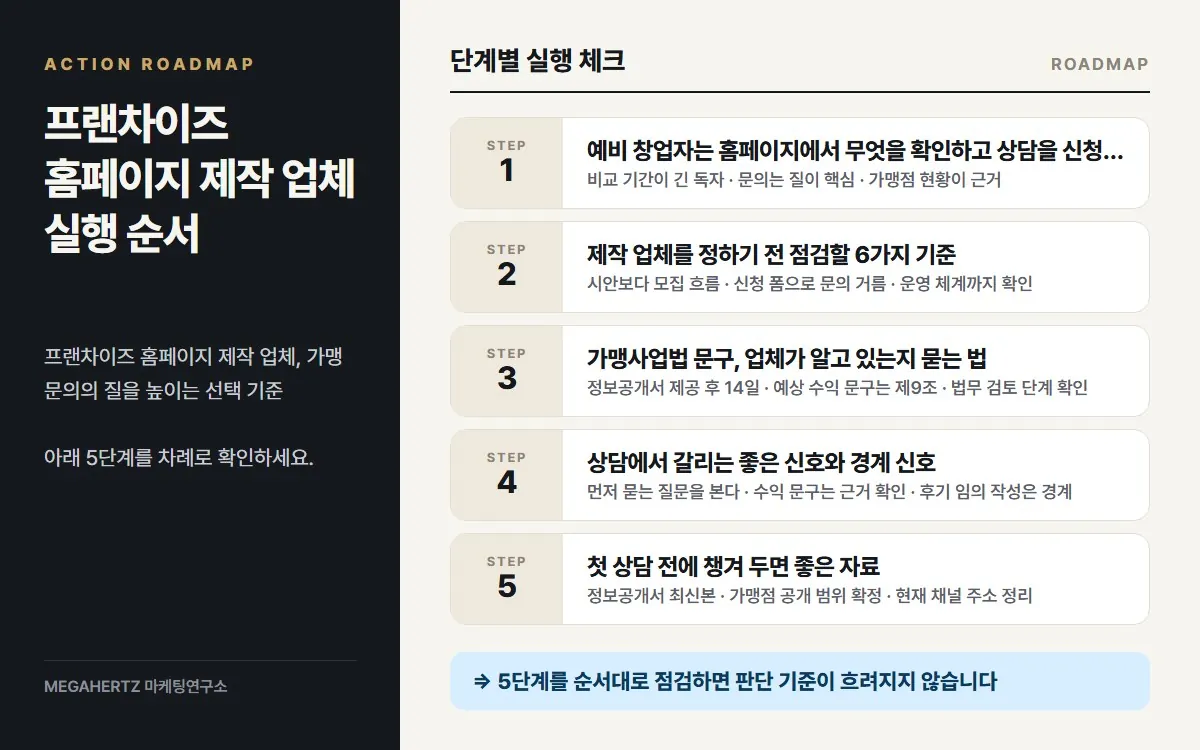 ACTION ROADMAP
프랜차이즈
홈페이지 제작 업체
실행 순서
프랜차이즈 홈페이지 제작 업체, 가맹
문의의 질을 높이는 선택 기준
아래 5단계를 차례로 확인하세요.
MEGAHERTZ 마케팅연구소
단계별 실행 체크
ROADMAP
STEP
1
예비 창업자는 홈페이지에서 무엇을 확인하고 상담을 신청...
비교 기간이 긴 독자 · 문의는 질이 핵심 · 가맹점 현황이 근거
STEP
2
제작 업체를 정하기 전 점검할 6가지 기준
시안보다 모집 흐름 · 신청 폼으로 문의 거름 · 운영 체계까지 확인
STEP
3
가맹사업법 문구, 업체가 알고 있는지 묻는 법
정보공개서 제공 후 14일 · 예상 수익 문구는 제9조 · 법무 검토 단계 확인
STEP
4
상담에서 갈리는 좋은 신호와 경계 신호
먼저 묻는 질문을 본다 · 수익 문구는 근거 확인 · 후기 임의 작성은 경계
STEP
5
첫 상담 전에 챙겨 두면 좋은 자료
정보공개서 최신본 · 가맹점 공개 범위 확정 · 현재 채널 주소 정리
→ 5단계를 순서대로 점검하면 판단 기준이 흐려지지 않습니다